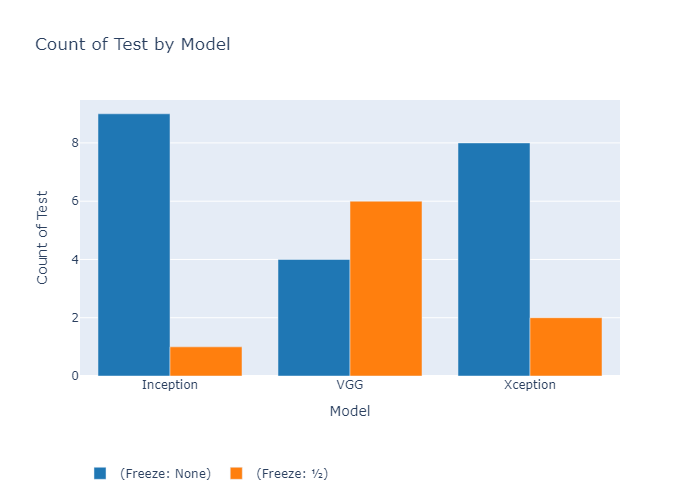 Count of Test by Model
Count of Test
8
6
4
2
0
Inception VGG Xception
Model
(Freeze: None) (Freeze: ½)